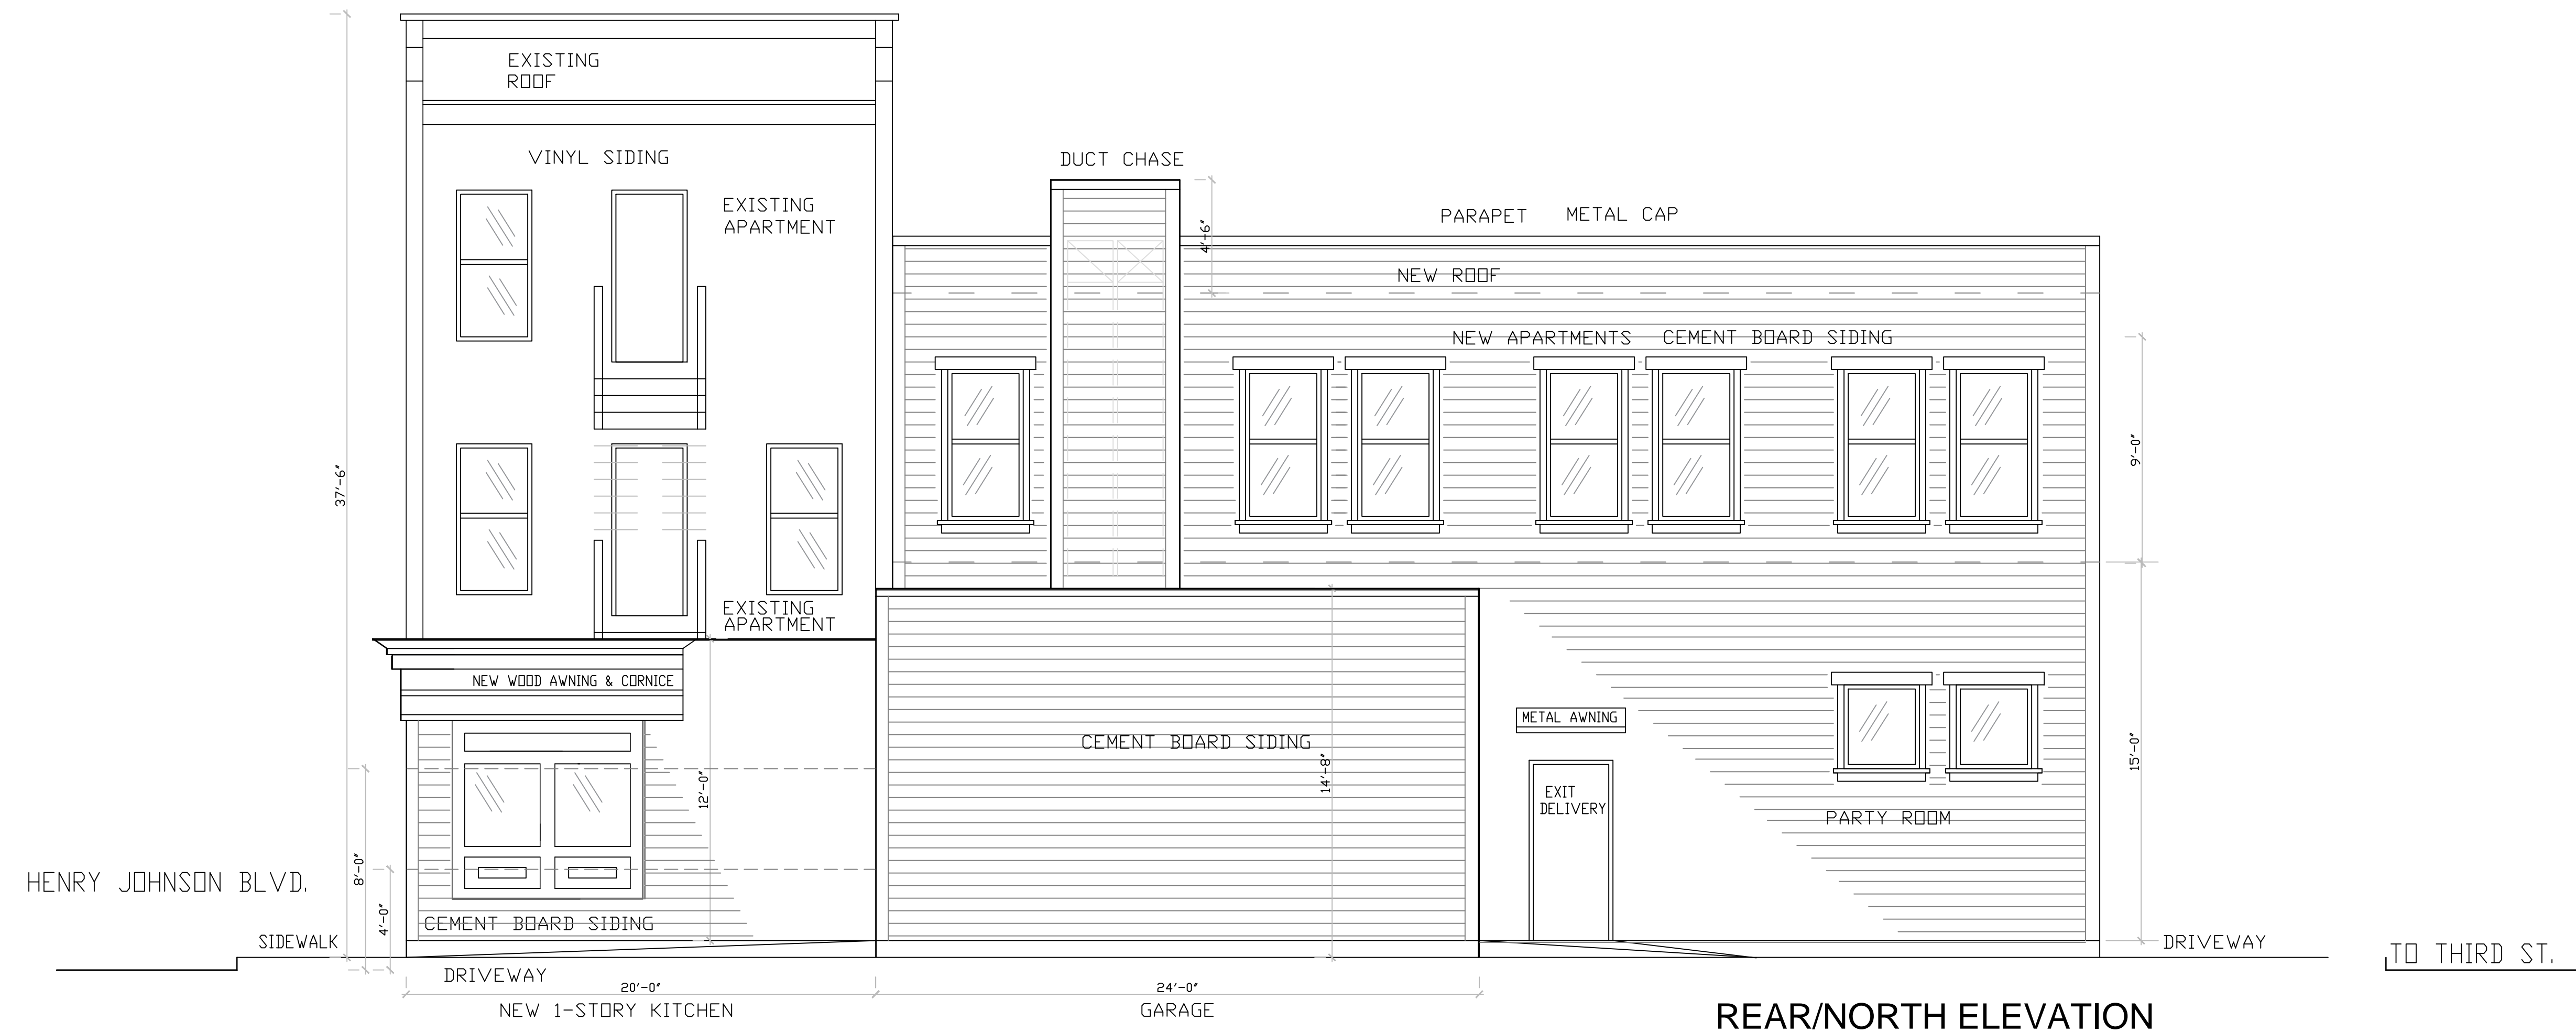 EXISTING
ROOF
VINYL SIDING
EXISTING
APARTMENT
DUCT CHASE
4'-6"
PARAPET METAL CAP
NEW ROOF
NEW APARTMENTS CEMENT BOARD SIDING
37'-6"
9'-0"
EXISTING
APARTMENT
NEW WOOD AWNING & CORNICE
METAL AWNING
CEMENT BOARD SIDING
12'-0"
14'-8"
15'-0"
EXIT
DELIVERY
PARTY ROOM
8'-0"
4'-0"
HENRY JOHNSON BLVD.
CEMENT BOARD SIDING
SIDEWALK
DRIVEWAY
TO THIRD ST.
DRIVEWAY
20'-0"
24'-0"
NEW 1-STORY KITCHEN
GARAGE
REAR/NORTH ELEVATION